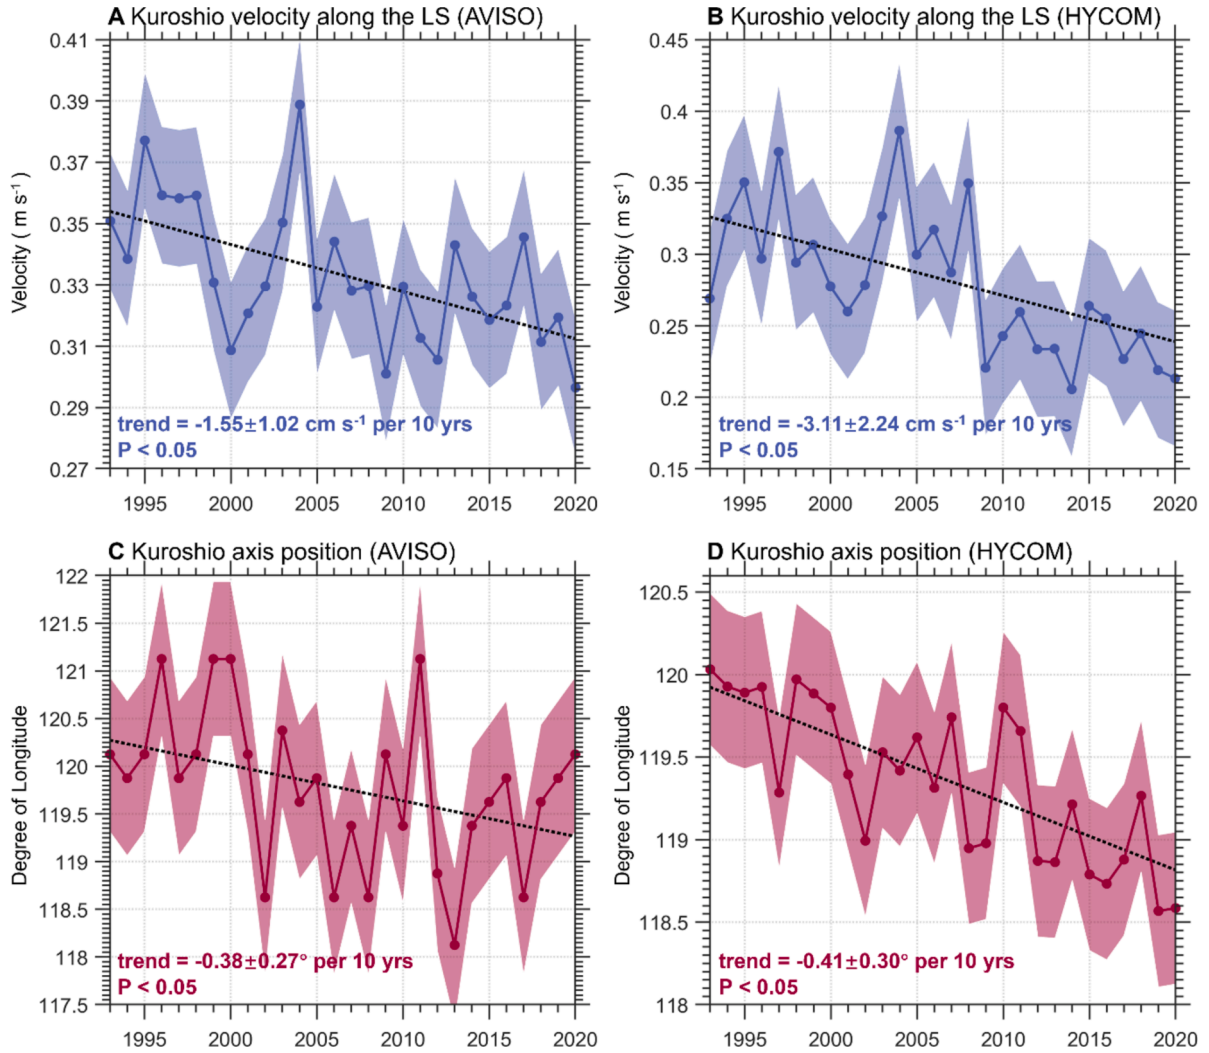 A Kuroshio velocity along the LS (AVISO)
0.41
0.39
0.37
0.35
0.33
0.31
0.29
0.27
Velocity ( m s⁻¹ )
trend = -1.55±1.02 cm s⁻¹ per 10 yrs
P < 0.05
1995 2000 2005 2010 2015 2020
B Kuroshio velocity along the LS (HYCOM)
0.45
0.4
0.35
0.3
0.25
0.2
0.15
Velocity ( m s⁻¹ )
trend = -3.11±2.24 cm s⁻¹ per 10 yrs
P < 0.05
1995 2000 2005 2010 2015 2020
C Kuroshio axis position (AVISO)
122
121.5
121
120.5
120
119.5
119
118.5
118
117.5
Degree of Longitude
trend = -0.38±0.27° per 10 yrs
P < 0.05
1995 2000 2005 2010 2015 2020
D Kuroshio axis position (HYCOM)
120.5
120
119.5
119
118.5
118
Degree of Longitude
trend = -0.41±0.30° per 10 yrs
P < 0.05
1995 2000 2005 2010 2015 2020